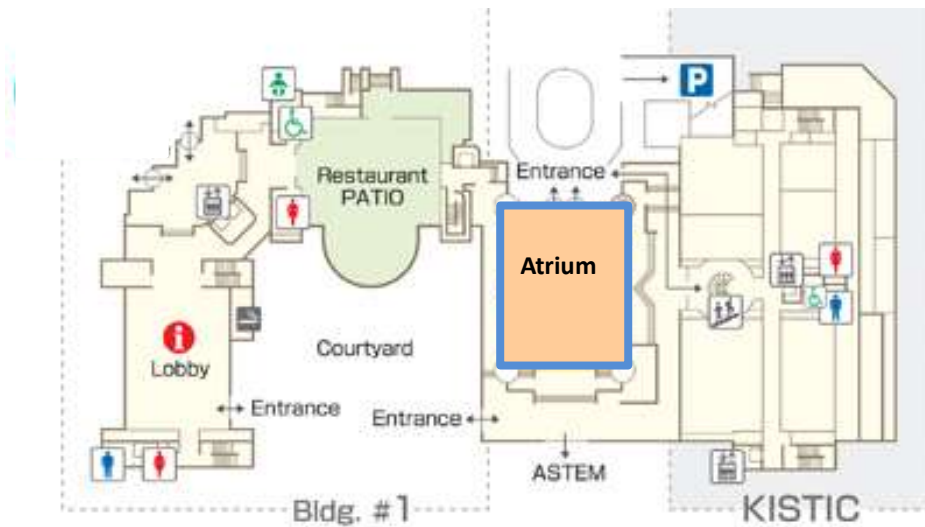 P
Entrance
Restaurant
PATIO
Atrium
i
Lobby
Courtyard
Entrance
Entrance
ASTEM
Bldg. #1
KISTIC